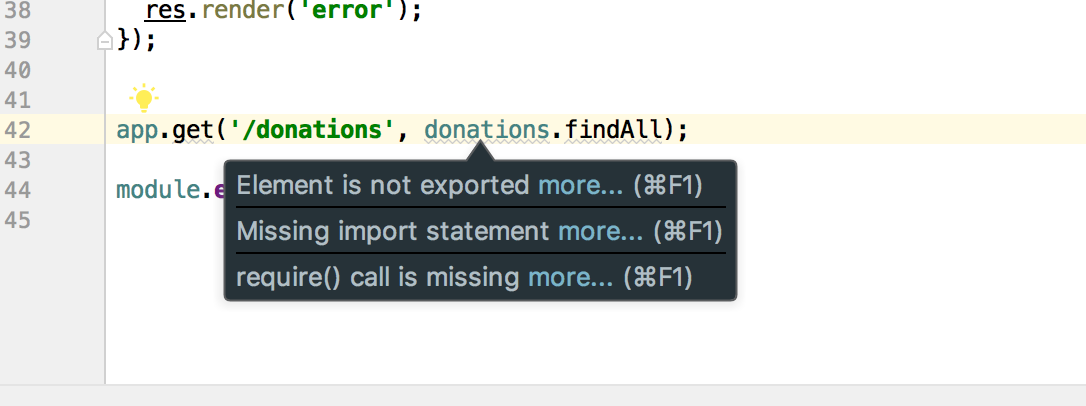 38 res.render('error');
39 });
40
41
42 app.get('/donations', donations.findAll);
43
Element is not exported more... (⌘F1)
44 module.e
Missing import statement more... (⌘F1)
45
require() call is missing more... (⌘F1)